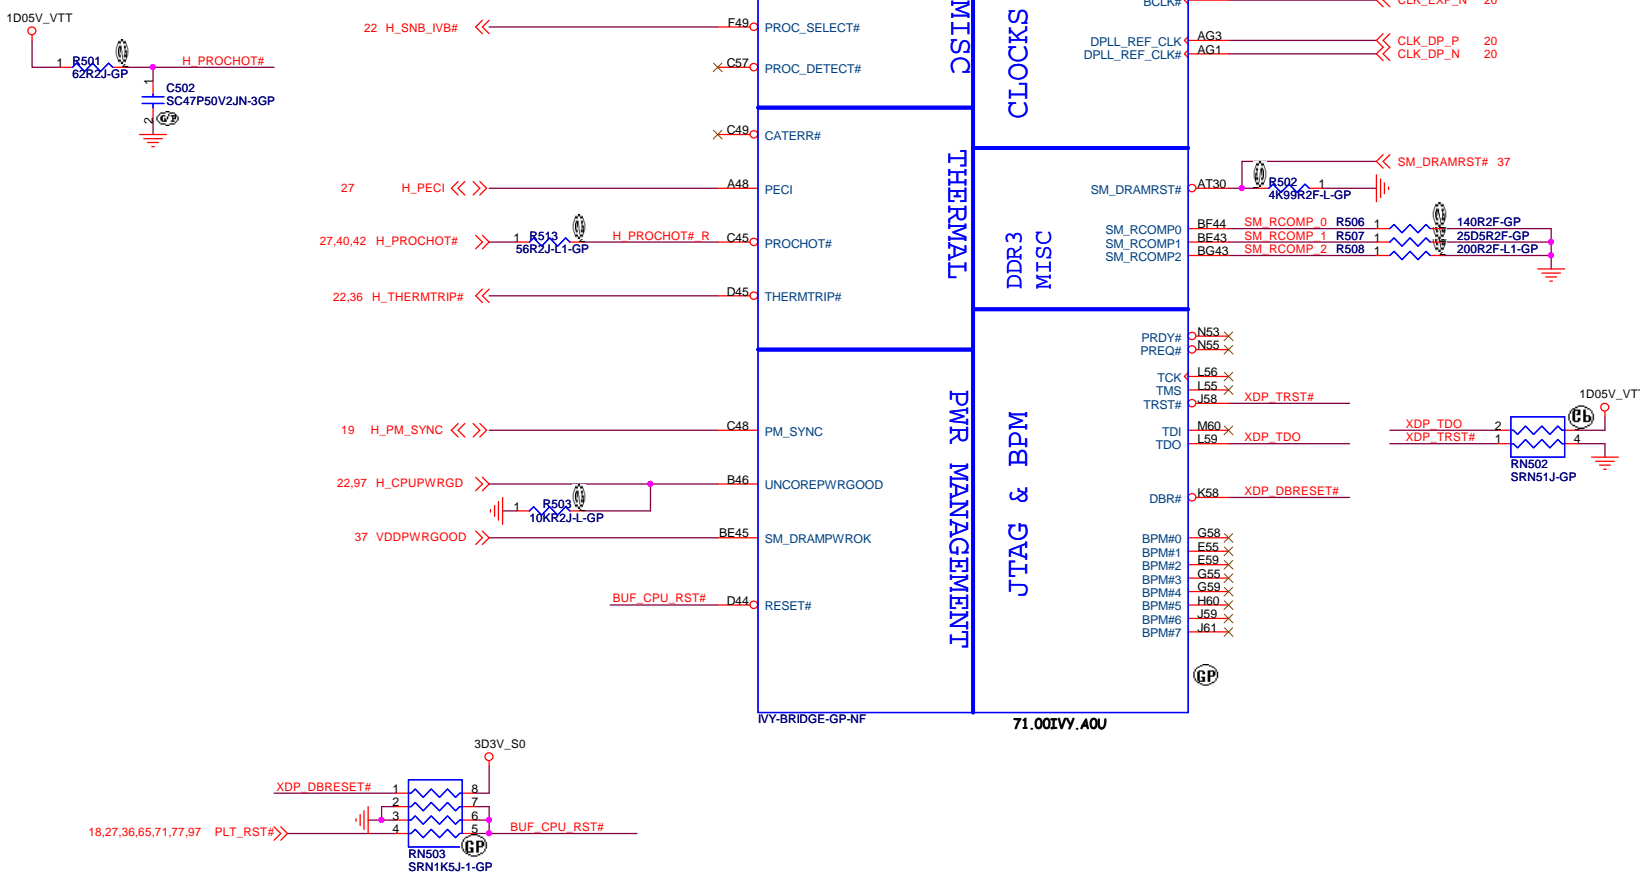 1D05V_VTT
1 R501 2
62R2J-GP
H_PROCHOT#
1
C502
SC47P50V2JN-3GP
2
22 H_SNB_IVB#
F49 PROC_SELECT#
C57 PROC_DETECT#
MISC
CLOCKS
BCLK#
CLK_EXP_N 20
DPLL_REF_CLK AG3 CLK_DP_P 20
DPLL_REF_CLK# AG1 CLK_DP_N 20
C49 CATERR#
27 H_PECI A48 PECI
27,40,42 H_PROCHOT# 1 R513
56R2J-L1-GP
H_PROCHOT#_R C45 PROCHOT#
22,36 H_THERMTRIP# D45 THERMTRIP#
THERMAL
DDR3
MISC
SM_DRAMRST# AT30
SM_DRAMRST# 37
R502 1
4K99R2F-L-GP
SM_RCOMP0 BF44 SM_RCOMP_0 R506 1 140R2F-GP
SM_RCOMP1 BE43 SM_RCOMP_1 R507 1 25D5R2F-GP
SM_RCOMP2 BG43 SM_RCOMP_2 R508 1 200R2F-L1-GP
PRDY# N53
PREQ# N55
TCK L56
TMS L55
TRST# J58 XDP_TRST#
TDI M60
TDO L59 XDP_TDO
DBR# K58 XDP_DBRESET#
BPM#0 G58
BPM#1 E55
BPM#2 E59
BPM#3 G55
BPM#4 G59
BPM#5 H60
BPM#6 J59
BPM#7 J61
JTAG & BPM
1D05V_VT
XDP_TDO 2
XDP_TRST# 1 4
RN502
SRN51J-GP
19 H_PM_SYNC C48 PM_SYNC
22,97 H_CPUPWRGD B46 UNCOREPWRGOOD
1 R503
10KR2J-L-GP
37 VDDPWRGOOD BE45 SM_DRAMPWROK
BUF_CPU_RST# D44 RESET#
PWR MANAGEMENT
GP
IVY-BRIDGE-GP-NF
71.00IVY.A0U
3D3V_S0
XDP_DBRESET# 1 8
2 7
3 6
18,27,36,65,71,77,97 PLT_RST# 4 5 BUF_CPU_RST#
GP
RN503
SRN1K5J-1-GP